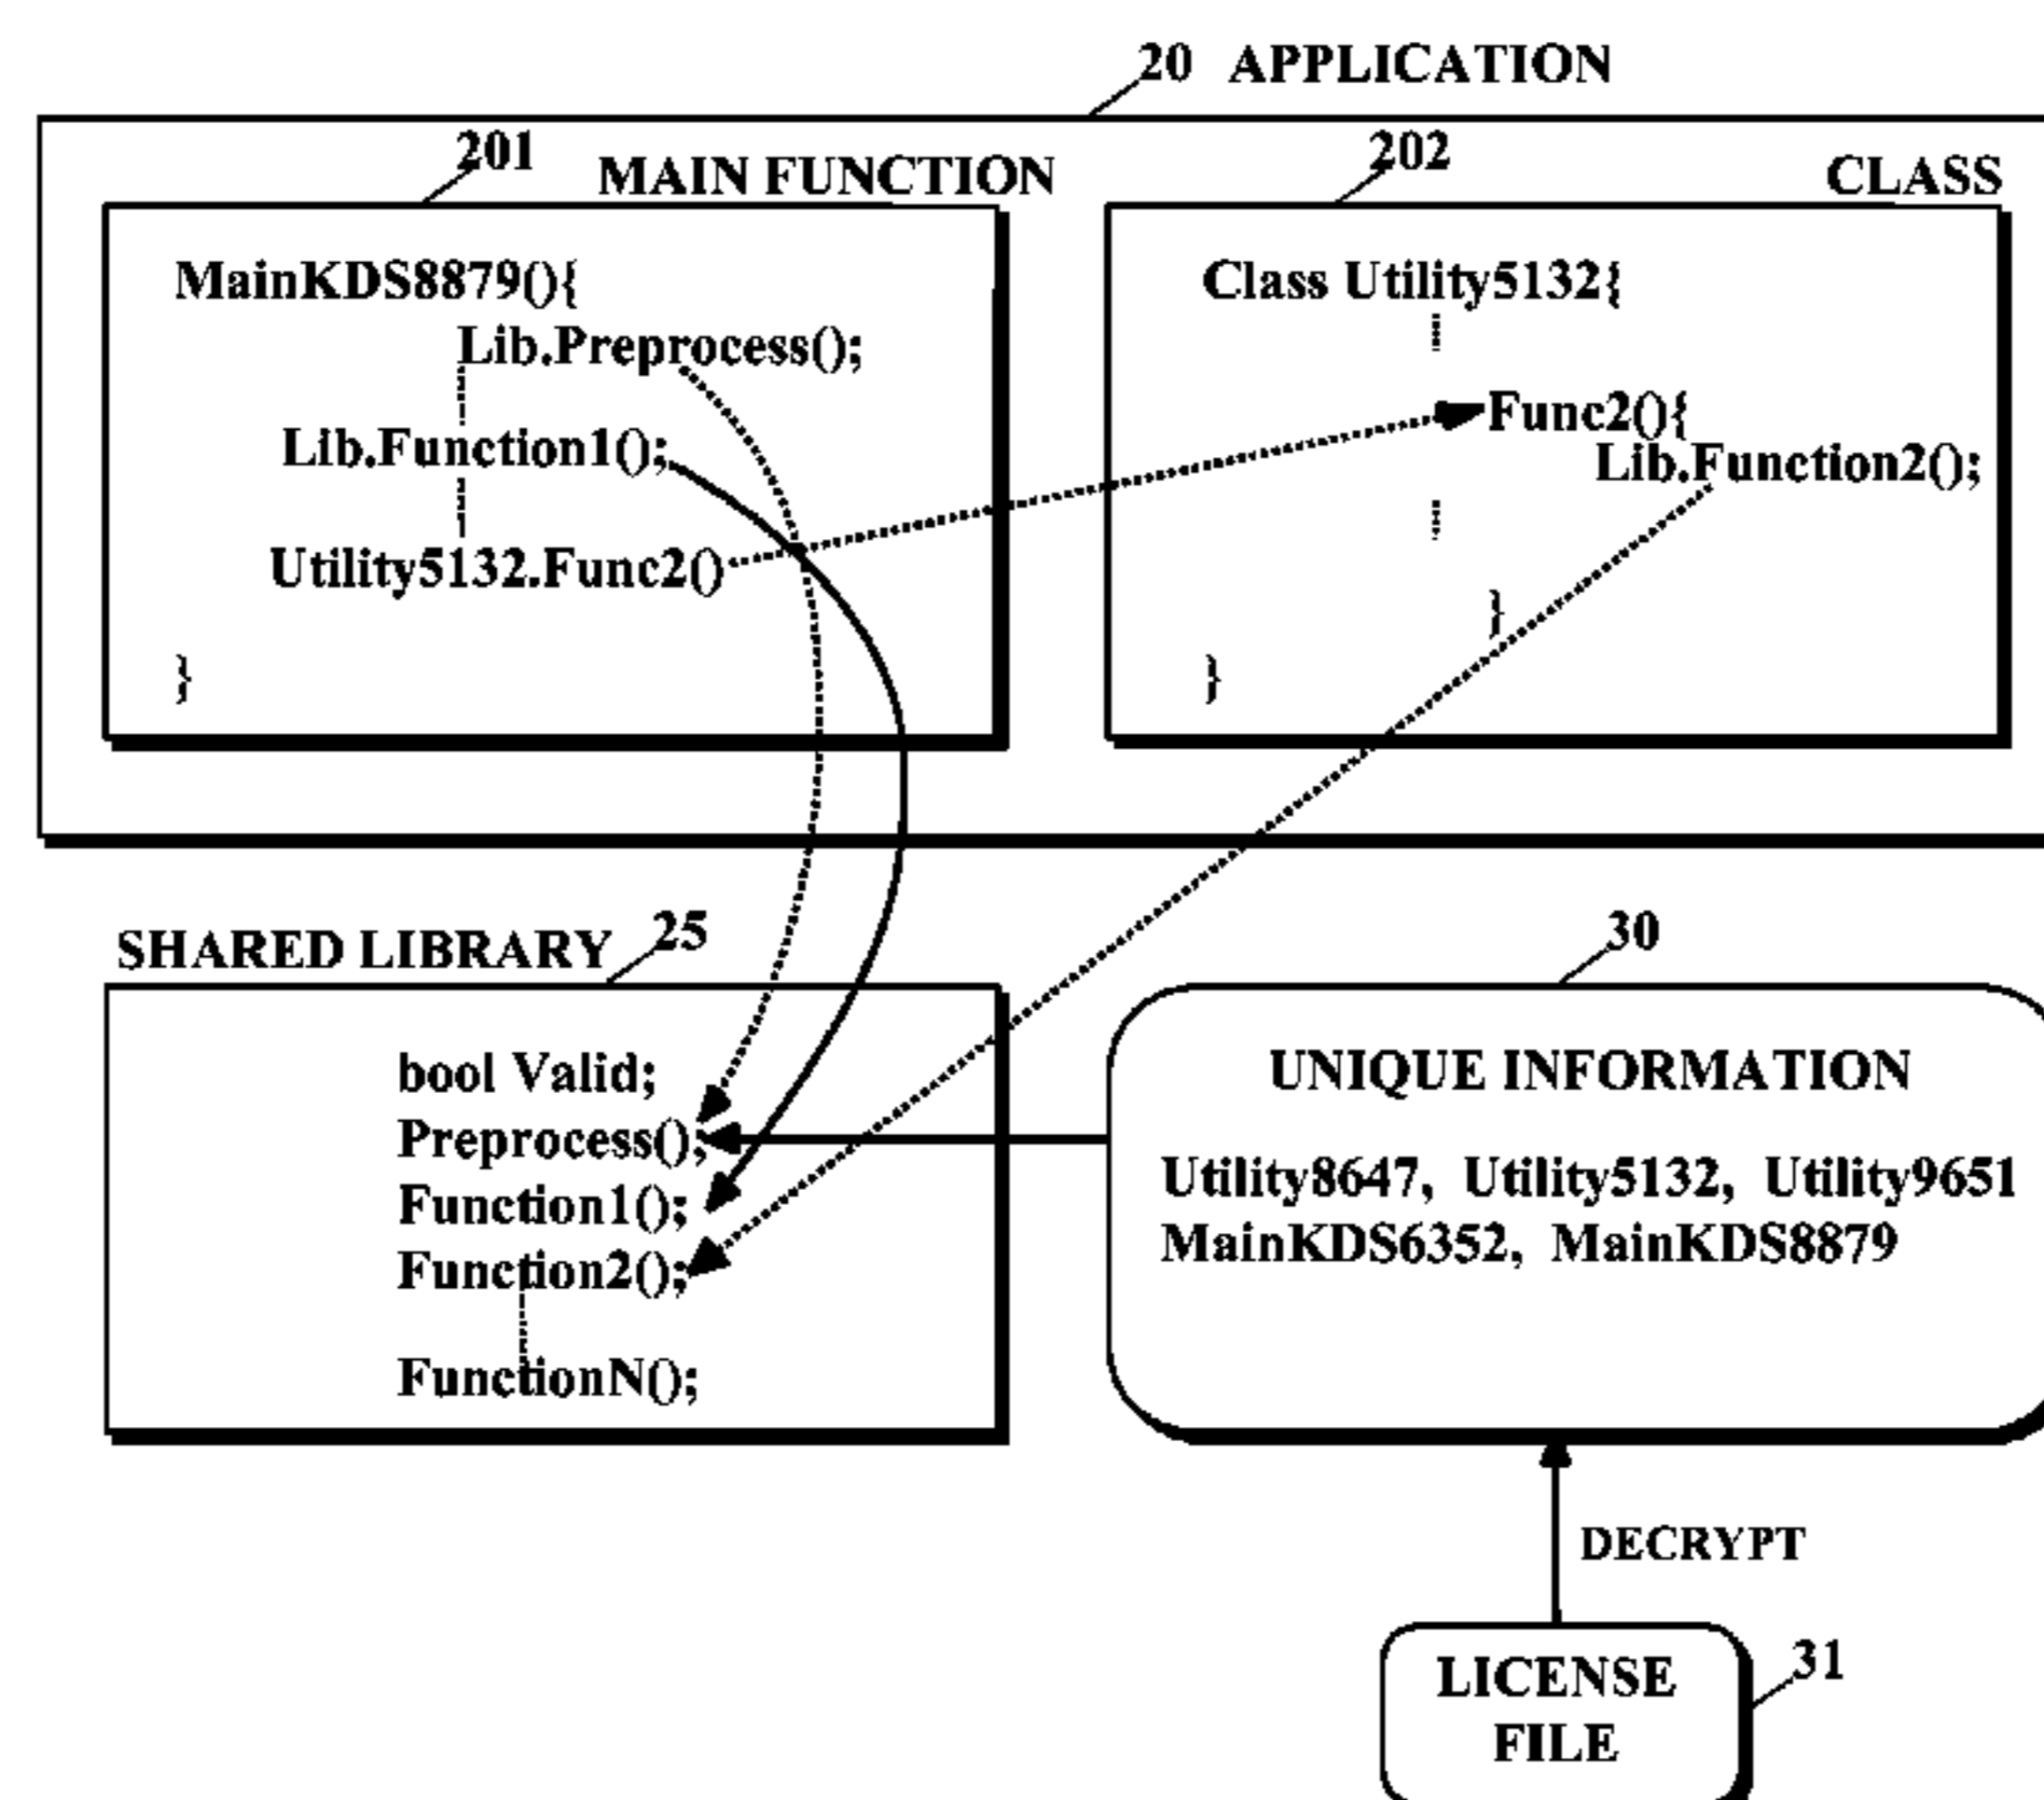 20 APPLICATION
201 MAIN FUNCTION
MainKDS8879(){
Lib.Preprocess();
Lib.Function1();
Utility5132.Func2()
}
202 CLASS
Class Utility5132{
Func2(){
Lib.Function2();
}
}
SHARED LIBRARY 25
bool Valid;
Preprocess();
Function1();
Function2();
FunctionN();
30
UNIQUE INFORMATION
Utility8647, Utility5132, Utility9651
MainKDS6352, MainKDS8879
DECRYPT
LICENSE
FILE
31